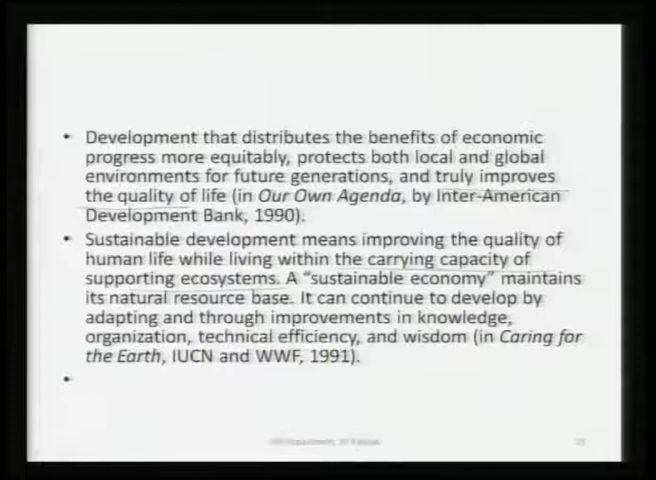 • Development that distributes the benefits of economic
progress more equitably, protects both local and global
environments for future generations, and truly improves
the quality of life (in Our Own Agenda, by Inter-American
Development Bank, 1990).
• Sustainable development means improving the quality of
human life while living within the carrying capacity of
supporting ecosystems. A “sustainable economy” maintains
its natural resource base. It can continue to develop by
adapting and through improvements in knowledge,
organization, technical efficiency, and wisdom (in Caring for
the Earth, IUCN and WWF, 1991).
•